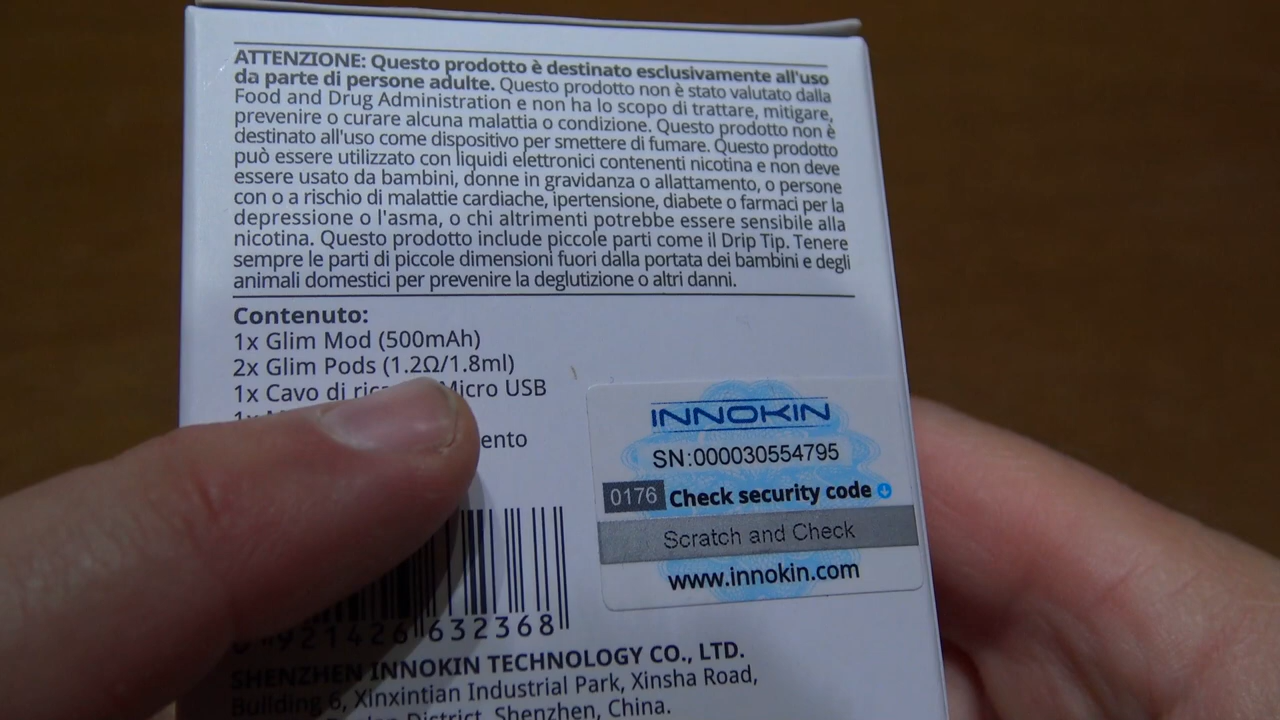 ATTENZIONE: Questo prodotto è destinato esclusivamente all'uso
da parte di persone adulte. Questo prodotto non è stato valutato dalla
Food and Drug Administration e non ha lo scopo di trattare, mitigare,
prevenire o curare alcuna malattia o condizione. Questo prodotto non è
destinato all'uso come dispositivo per smettere di fumare. Questo prodotto
può essere utilizzato con liquidi elettronici contenenti nicotina e non deve
essere usato da bambini, donne in gravidanza o allattamento, o persone
con o a rischio di malattie cardiache, ipertensione, diabete o farmaci per la
depressione o l'asma, o chi altrimenti potrebbe essere sensibile alla
nicotina. Questo prodotto include piccole parti come il Drip Tip. Tenere
sempre le parti di piccole dimensioni fuori dalla portata dei bambini e degli
animali domestici per prevenire la deglutizione o altri danni.
Contenuto:
1x Glim Mod (500mAh)
2x Glim Pods (1.2Ω/1.8ml)
1x Cavo di Micro USB
1x
INNOKIN
SN:000030554795
0176 Check security code
Scratch and Check
www.innokin.com
921426 632368
SHENZHEN INNOKIN TECHNOLOGY CO., LTD.
Building 6, Xinxintian Industrial Park, Xinsha Road,
District, Shenzhen, China.